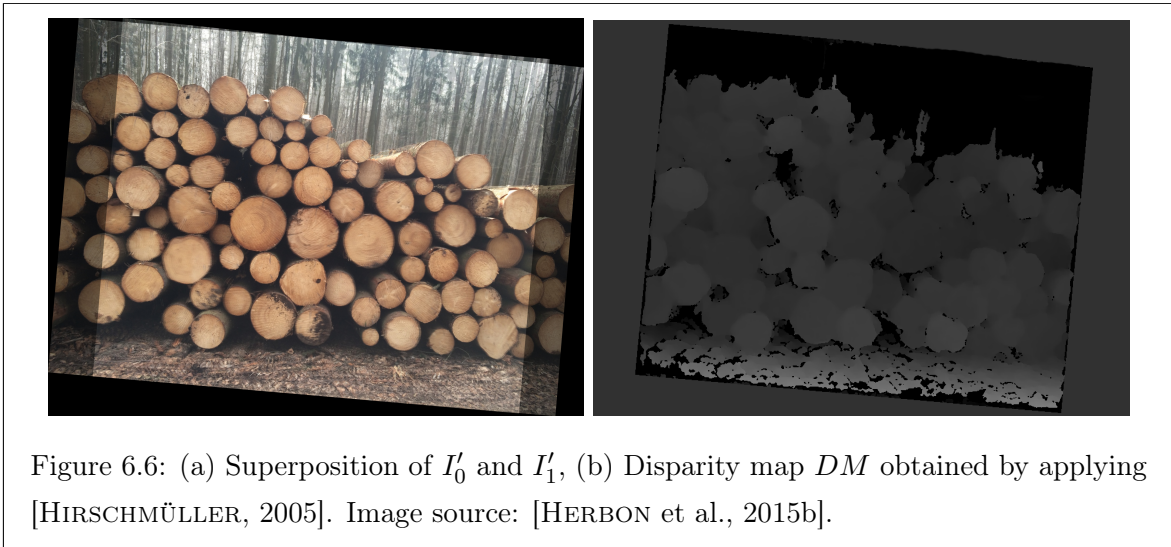 Figure 6.6: (a) Superposition of I′₀ and I′₁, (b) Disparity map DM obtained by applying
[HIRSCHMÜLLER, 2005]. Image source: [HERBON et al., 2015b].